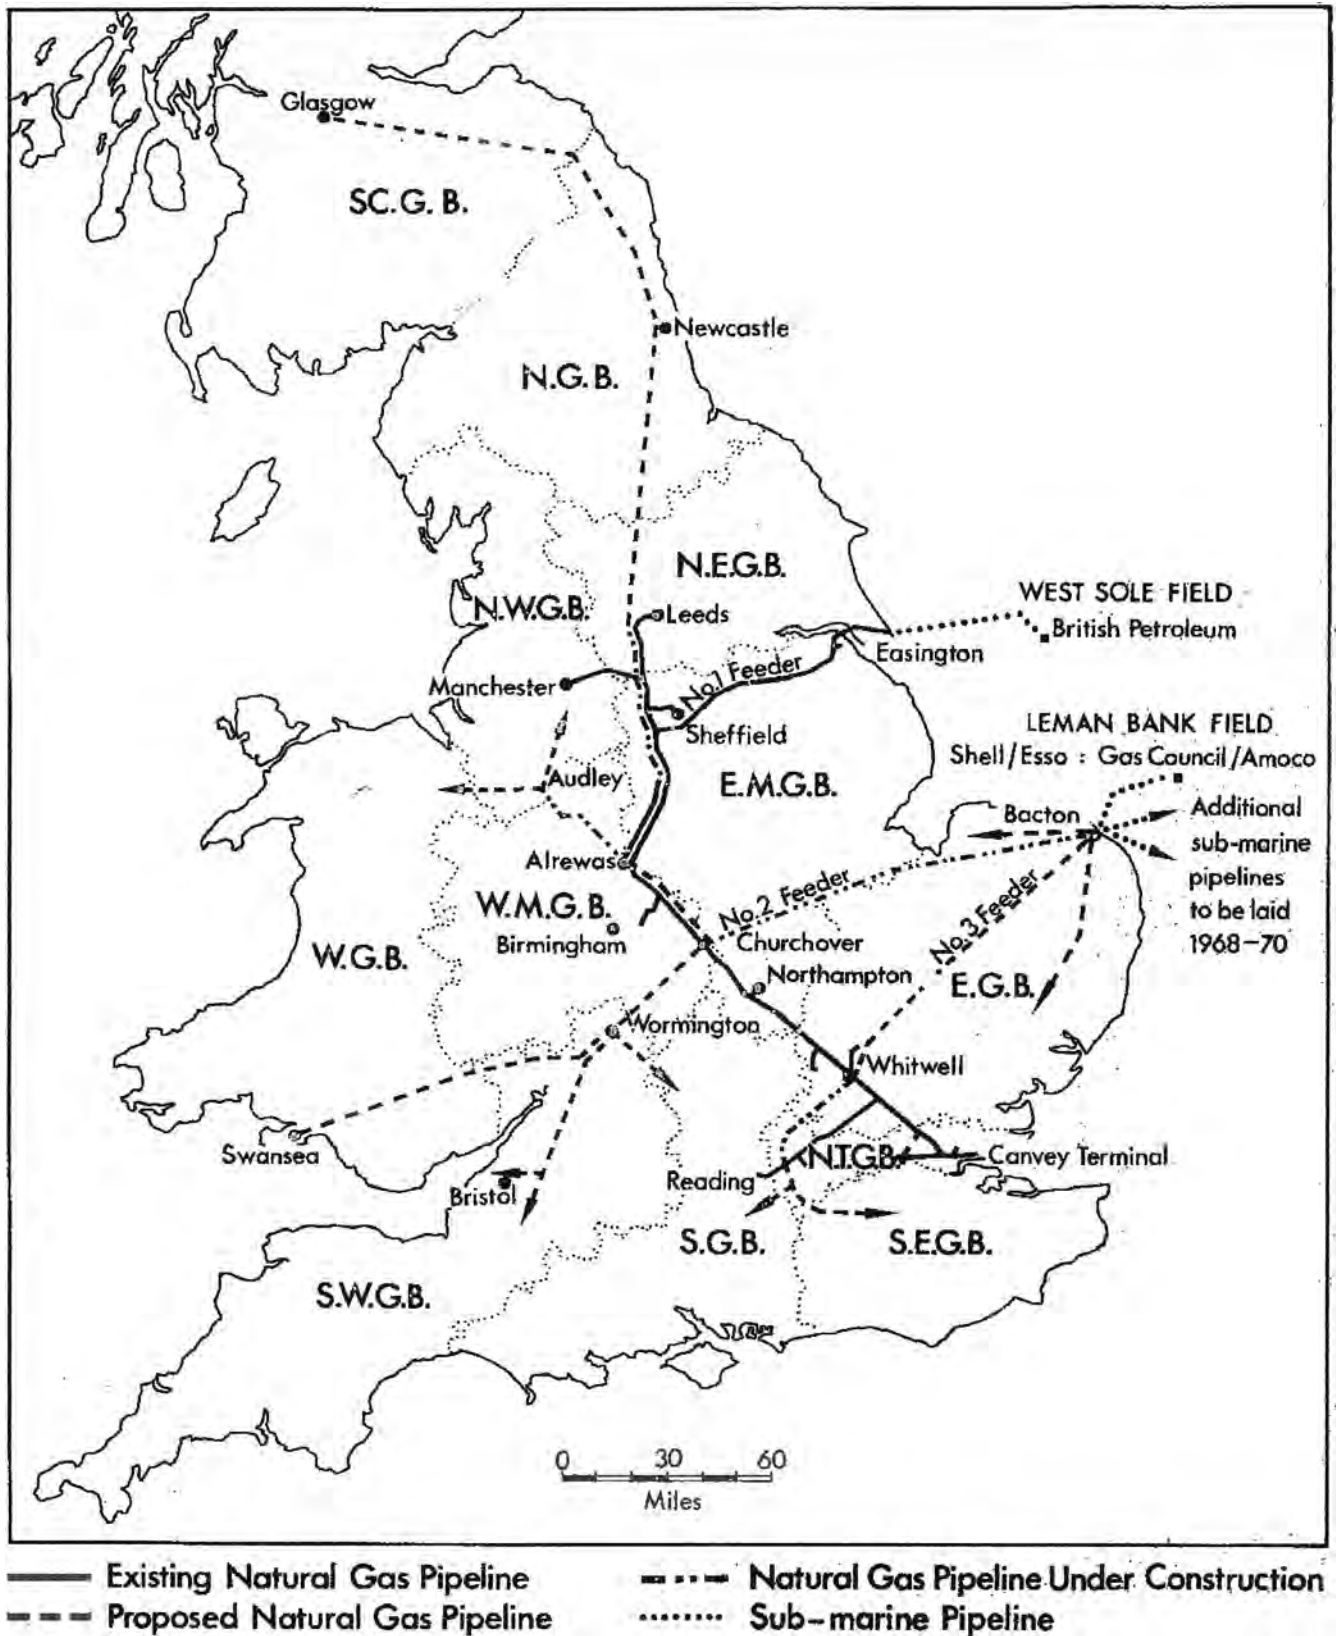 Glasgow
SC. G. B.
Newcastle
N.G.B.
N.E.G.B.
WEST SOLE FIELD
N.W.G.B.
Leeds
British Petroleum
Easington
No.1 Feeder
Manchester
LEMAN BANK FIELD
Sheffield
Shell/Esso : Gas Council/Amoco
Audley
E.M.G.B.
Bacton
Additional
sub-marine
pipelines
to be laid
1968-70
Alrewas
No.2 Feeder
No.3 Feeder
W.M.G.B.
Birmingham
Churchover
W.G.B.
Northampton
E.G.B.
Wormington
Whitwell
Swansea
N.T.G.B.
Canvey Terminal
Reading
Bristol
S.G.B.
S.E.G.B.
S.W.G.B.
0 30 60
Miles
Existing Natural Gas Pipeline
Natural Gas Pipeline Under Construction
Proposed Natural Gas Pipeline
Sub-marine Pipeline